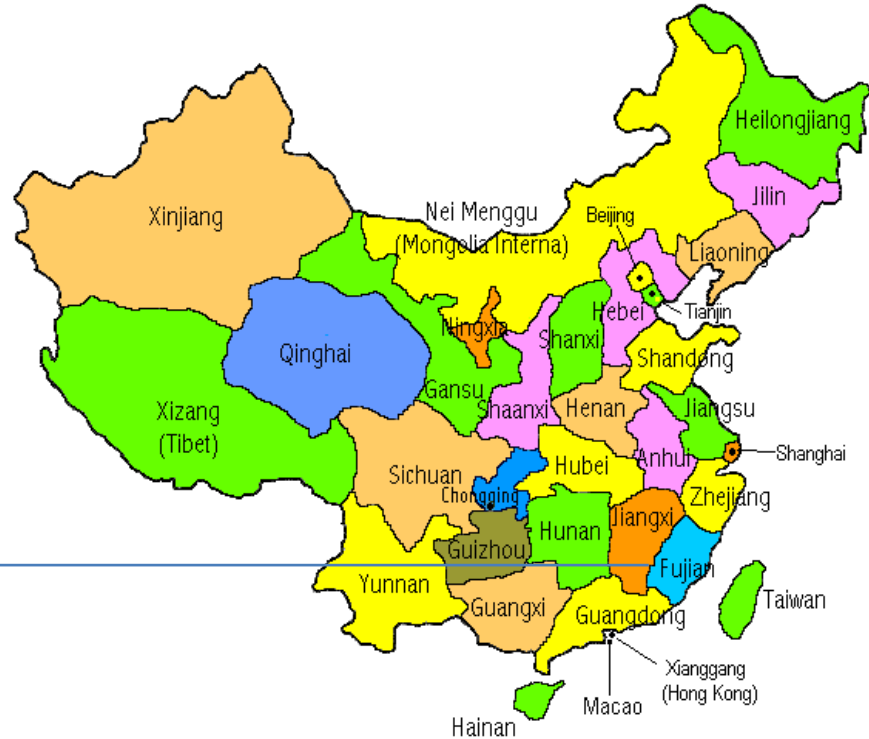 Heilongjiang
Jilin
Xinjiang
Nei Menggu
(Mongolia Interna)
Beijing
Liaoning
Ningxia
Hebei
Tianjin
Shanxi
Qinghai
Shandong
Gansu
Shaanxi
Henan
Jiangsu
Xizang
(Tibet)
Shanghai
Anhui
Hubei
Sichuan
Chongqing
Zhejiang
Jiangxi
Hunan
Guizhou
Fujian
Yunnan
Guangxi
Guangdong
Taiwan
Xianggang
(Hong Kong)
Macao
Hainan